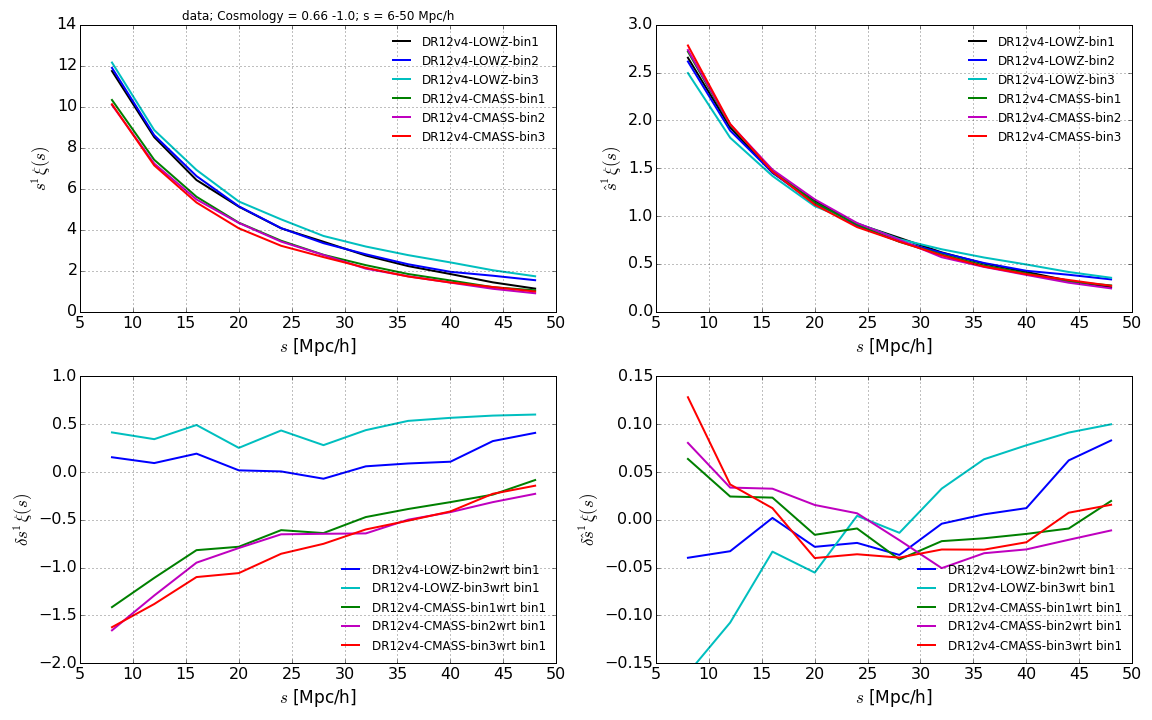 data; Cosmology = 0.66 -1.0; s = 6-50 Mpc/h
14
12
10
8
6
4
2
0
s¹ ξ(s)
DR12v4-LOWZ-bin1
DR12v4-LOWZ-bin2
DR12v4-LOWZ-bin3
DR12v4-CMASS-bin1
DR12v4-CMASS-bin2
DR12v4-CMASS-bin3
5 10 15 20 25 30 35 40 45 50
s [Mpc/h]
3.0
2.5
2.0
1.5
1.0
0.5
0.0
ŝ¹ ξ(s)
DR12v4-LOWZ-bin1
DR12v4-LOWZ-bin2
DR12v4-LOWZ-bin3
DR12v4-CMASS-bin1
DR12v4-CMASS-bin2
DR12v4-CMASS-bin3
5 10 15 20 25 30 35 40 45 50
s [Mpc/h]
1.0
0.5
0.0
−0.5
−1.0
−1.5
−2.0
δs¹ ξ(s)
DR12v4-LOWZ-bin2wrt bin1
DR12v4-LOWZ-bin3wrt bin1
DR12v4-CMASS-bin1wrt bin1
DR12v4-CMASS-bin2wrt bin1
DR12v4-CMASS-bin3wrt bin1
5 10 15 20 25 30 35 40 45 50
s [Mpc/h]
0.15
0.10
0.05
0.00
−0.05
−0.10
−0.15
δŝ¹ ξ(s)
DR12v4-LOWZ-bin2wrt bin1
DR12v4-LOWZ-bin3wrt bin1
DR12v4-CMASS-bin1wrt bin1
DR12v4-CMASS-bin2wrt bin1
DR12v4-CMASS-bin3wrt bin1
5 10 15 20 25 30 35 40 45 50
s [Mpc/h]